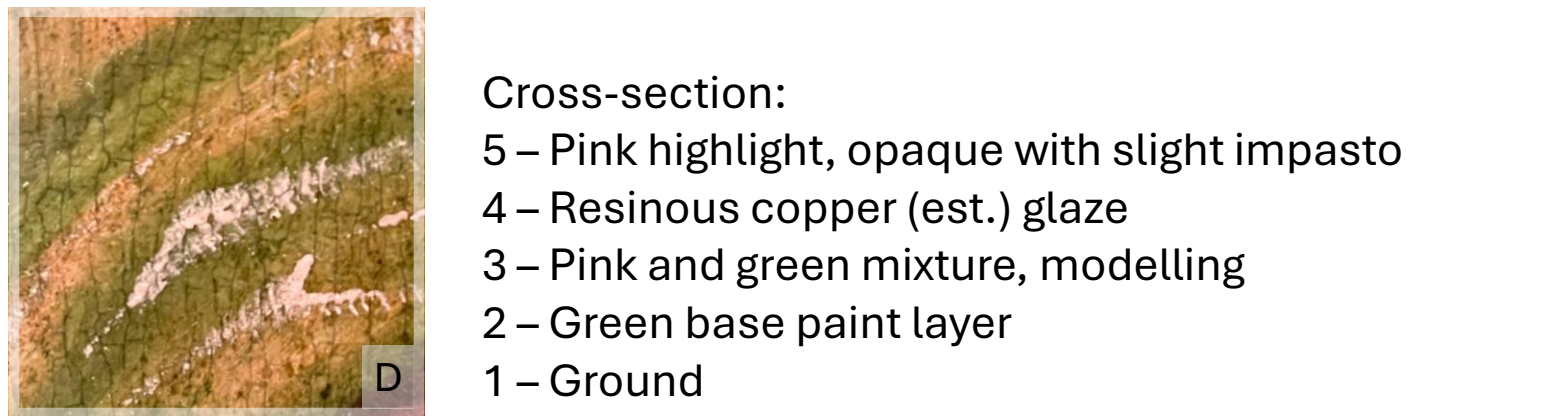 Cross-section:
5 – Pink highlight, opaque with slight impasto
4 – Resinous copper (est.) glaze
3 – Pink and green mixture, modelling
2 – Green base paint layer
1 – Ground
D